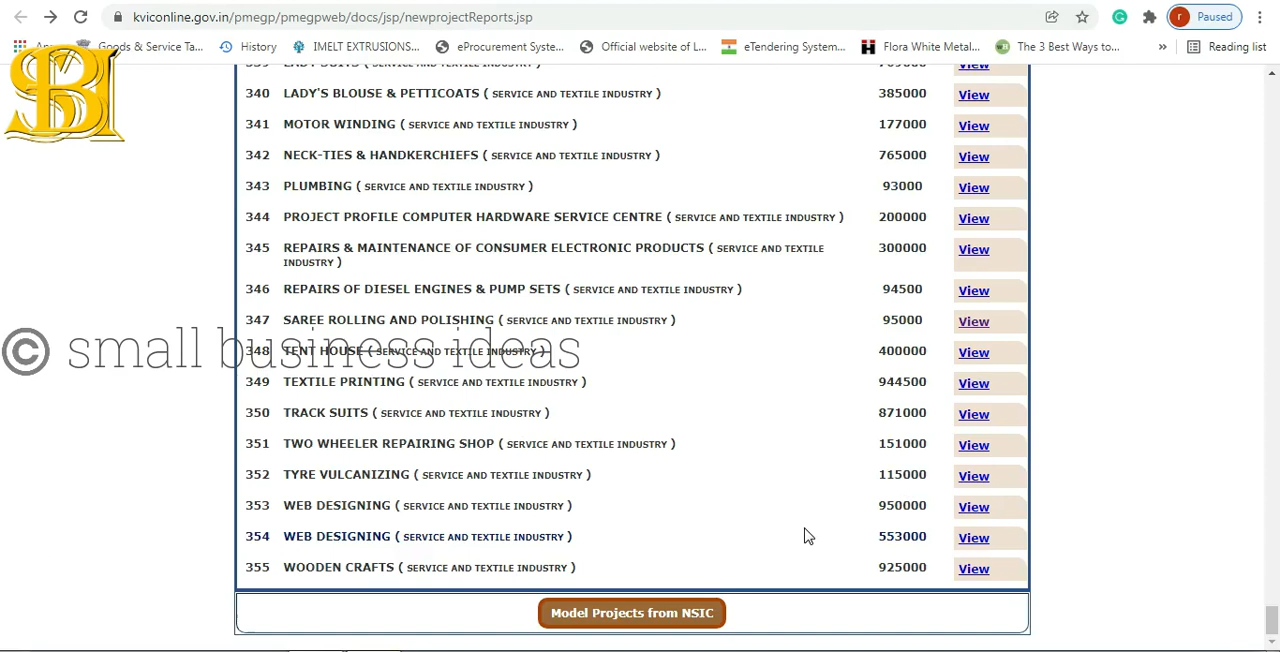 kviconline.gov.in/pmegp/pmegpweb/docs/jsp/newprojectReports.jsp
r Paused
Goods & Service Ta... History IMELT EXTRUSIONS... eProcurement Syste... Official website of L... eTendering System... Flora White Metal... The 3 Best Ways to... » Reading list
339 LADY SUITS ( SERVICE AND TEXTILE INDUSTRY ) View
340 LADY'S BLOUSE & PETTICOATS ( SERVICE AND TEXTILE INDUSTRY ) 385000 View
341 MOTOR WINDING ( SERVICE AND TEXTILE INDUSTRY ) 177000 View
342 NECK-TIES & HANDKERCHIEFS ( SERVICE AND TEXTILE INDUSTRY ) 765000 View
343 PLUMBING ( SERVICE AND TEXTILE INDUSTRY ) 93000 View
344 PROJECT PROFILE COMPUTER HARDWARE SERVICE CENTRE ( SERVICE AND TEXTILE INDUSTRY ) 200000 View
345 REPAIRS & MAINTENANCE OF CONSUMER ELECTRONIC PRODUCTS ( SERVICE AND TEXTILE 300000 View
INDUSTRY )
346 REPAIRS OF DIESEL ENGINES & PUMP SETS ( SERVICE AND TEXTILE INDUSTRY ) 94500 View
347 SAREE ROLLING AND POLISHING ( SERVICE AND TEXTILE INDUSTRY ) 95000 View
© small business ideas
348 TENT HOUSE ( SERVICE AND TEXTILE INDUSTRY ) 400000 View
349 TEXTILE PRINTING ( SERVICE AND TEXTILE INDUSTRY ) 944500 View
350 TRACK SUITS ( SERVICE AND TEXTILE INDUSTRY ) 871000 View
351 TWO WHEELER REPAIRING SHOP ( SERVICE AND TEXTILE INDUSTRY ) 151000 View
352 TYRE VULCANIZING ( SERVICE AND TEXTILE INDUSTRY ) 115000 View
353 WEB DESIGNING ( SERVICE AND TEXTILE INDUSTRY ) 950000 View
354 WEB DESIGNING ( SERVICE AND TEXTILE INDUSTRY ) 553000 View
355 WOODEN CRAFTS ( SERVICE AND TEXTILE INDUSTRY ) 925000 View
Model Projects from NSIC